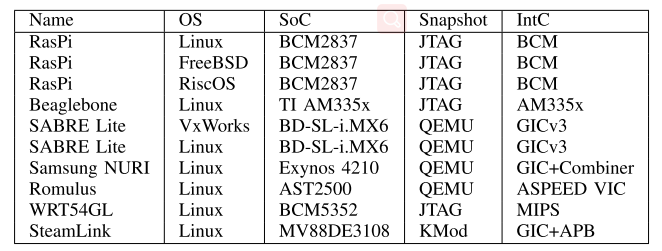 Name OS SoC Snapshot IntC
RasPi Linux BCM2837 JTAG BCM
RasPi FreeBSD BCM2837 JTAG BCM
RasPi RiscOS BCM2837 JTAG BCM
Beaglebone Linux TI AM335x JTAG AM335x
SABRE Lite VxWorks BD-SL-i.MX6 QEMU GICv3
SABRE Lite Linux BD-SL-i.MX6 QEMU GICv3
Samsung NURI Linux Exynos 4210 QEMU GIC+Combiner
Romulus Linux AST2500 QEMU ASPEED VIC
WRT54GL Linux BCM5352 JTAG MIPS
SteamLink Linux MV88DE3108 KMod GIC+APB